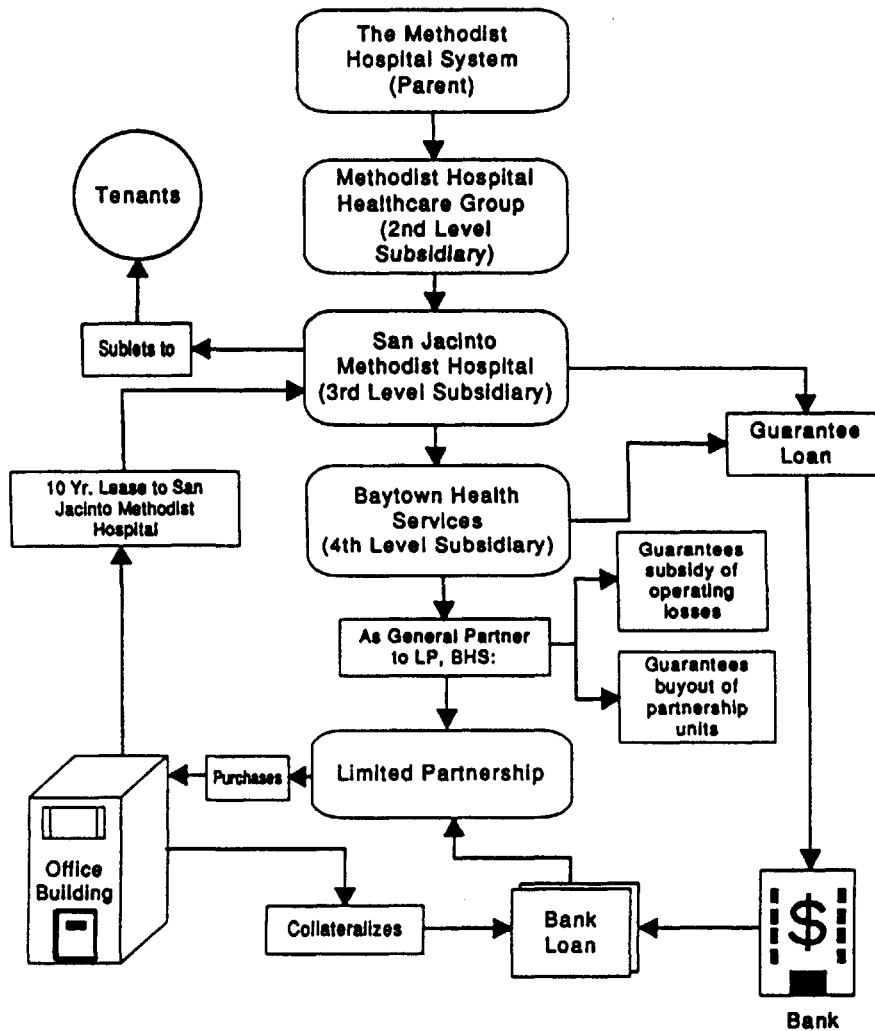 The Methodist
Hospital System
(Parent)
Tenants
Methodist Hospital
Healthcare Group
(2nd Level
Subsidiary)
Sublets to
San Jacinto
Methodist Hospital
(3rd Level Subsidiary)
Guarantee
Loan
10 Yr. Lease to San
Jacinto Methodist
Hospital
Baytown Health
Services
(4th Level Subsidiary)
Guarantees
subsidy of
operating
losses
As General Partner
to LP, BHS:
Guarantees
buyout of
partnership
units
Purchases
Limited Partnership
Office
Building
Collateralizes
Bank
Loan
$
Bank